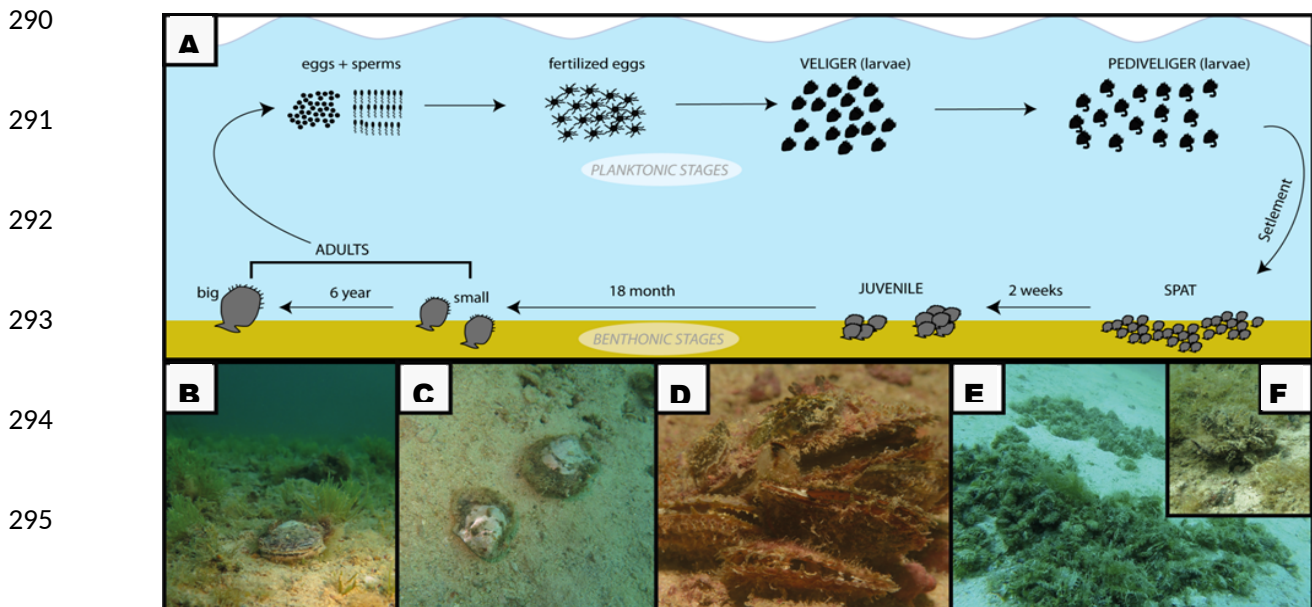 290
A
eggs + sperms
fertilized eggs
VELIGER (larvae)
PEDIVELIGER (larvae)
291
PLANKTONIC STAGES
292
Setlement
ADULTS
big
6 year
small
18 month
JUVENILE
2 weeks
SPAT
293
BENTHONIC STAGES
B
C
D
E
F
294
295